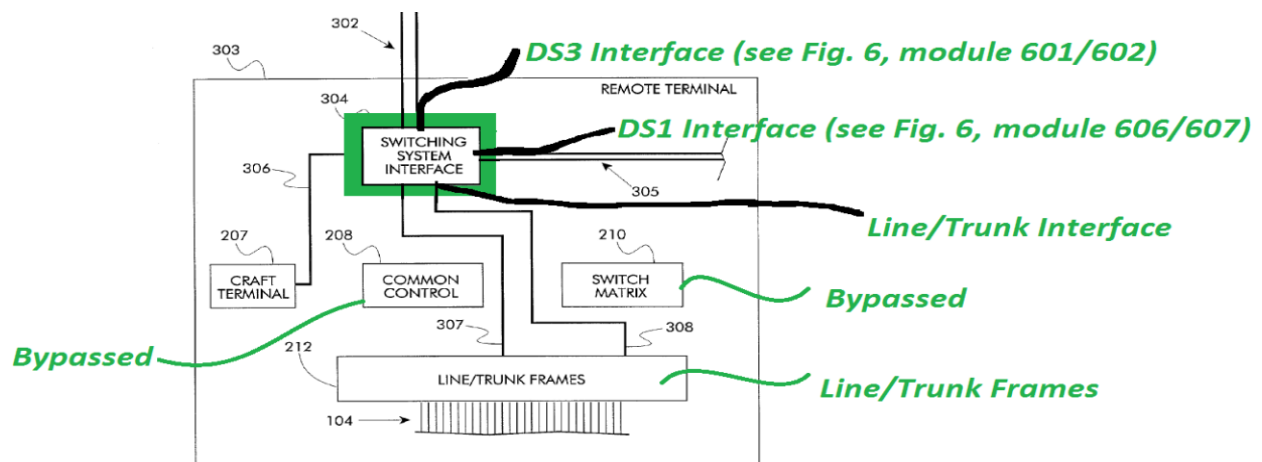 302
DS3 Interface (see Fig. 6, module 601/602)
303
REMOTE TERMINAL
304
DS1 Interface (see Fig. 6, module 606/607)
SWITCHING
SYSTEM
INTERFACE
306
305
Line/Trunk Interface
207
208
210
CRAFT
TERMINAL
COMMON
CONTROL
SWITCH
MATRIX
Bypassed
307
308
Bypassed
212
LINE/TRUNK FRAMES
Line/Trunk Frames
104